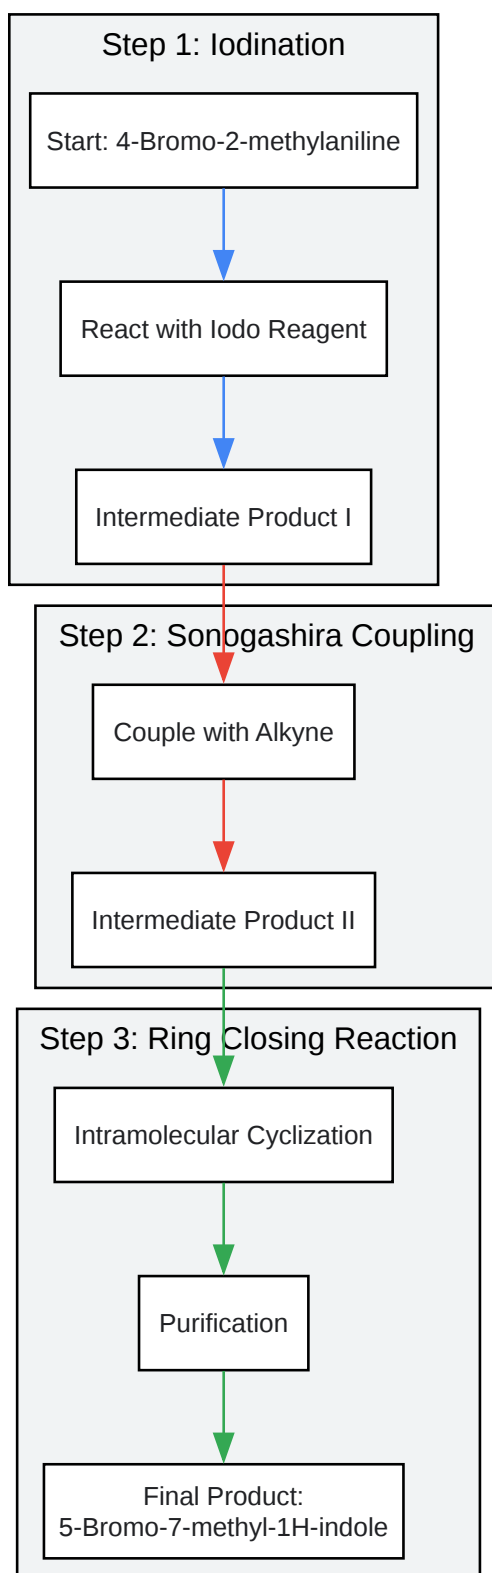 Step 1: Iodination
Start: 4-Bromo-2-methylaniline
React with Iodo Reagent
Intermediate Product I
Step 2: Sonogashira Coupling
Couple with Alkyne
Intermediate Product II
Step 3: Ring Closing Reaction
Intramolecular Cyclization
Purification
Final Product:
5-Bromo-7-methyl-1H-indole